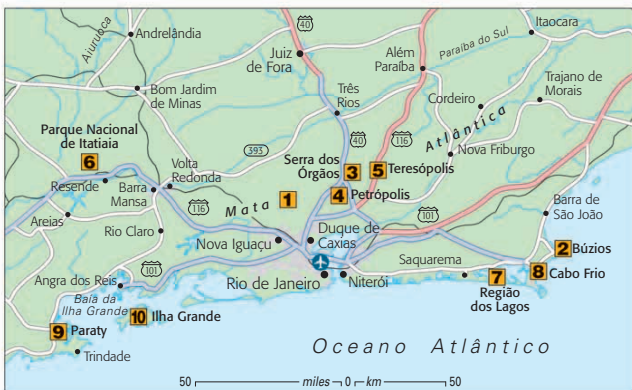 40
Itaocara
Andrelândia
Aiuruoca
Juiz
de Fora
Além
Paraíba
Paraíba do Sul
Bom Jardim
de Minas
Três
Rios
Cordeiro
Trajano de
Morais
Parque Nacional
de Itatiaia
6
393
40
116
Atlântica
Nova Friburgo
Serra dos
Órgãos
3
5
Teresópolis
Volta
Redonda
Resende
Barra
Mansa
116
Mata
1
4
Petrópolis
Areias
Rio Claro
Nova Iguaçu
Duque de
Caxias
101
Barra de
São João
2
Búzios
Angra dos Reis
101
Baía da
Ilha Grande
Rio de Janeiro
Niterói
Saquarema
7
Região
dos Lagos
8
Cabo Frio
10
Ilha Grande
9
Paraty
Trindade
Oceano Atlântico
50 miles 0 km 50